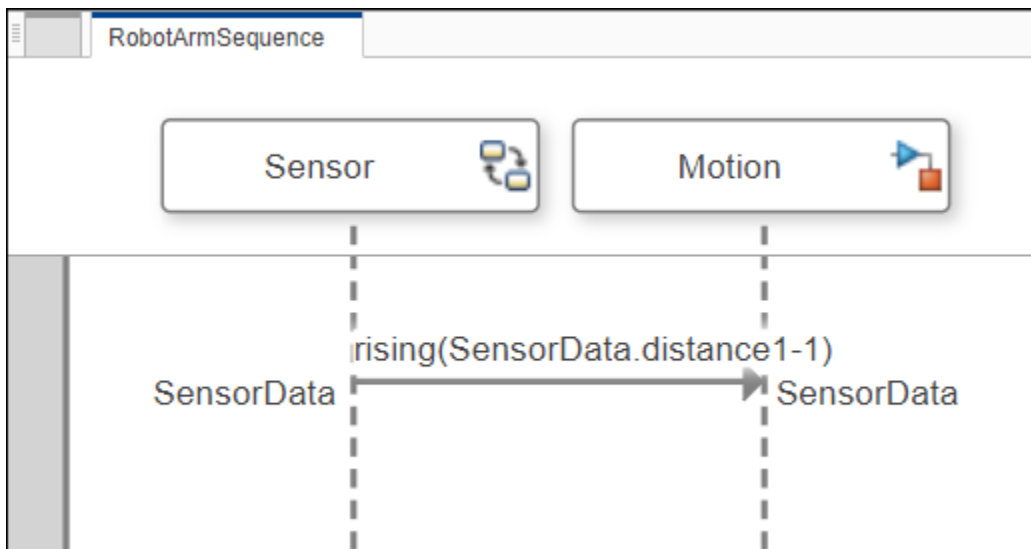 RobotArmSequence
Sensor
Motion
rising(SensorData.distance1-1)
SensorData
SensorData